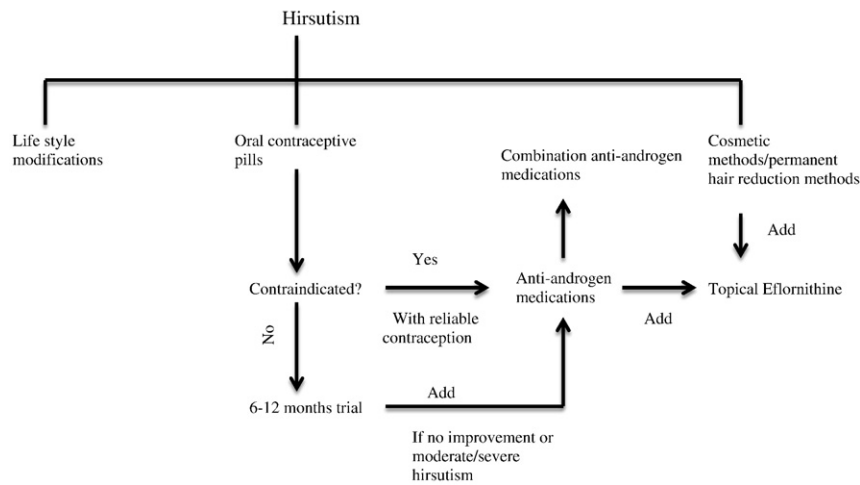 Hirsutism
Life style
modifications
Oral contraceptive
pills
Combination anti-androgen
medications
Cosmetic
methods/permanent
hair reduction methods
Add
Yes
Contraindicated?
Anti-androgen
medications
Topical Eflornithine
With reliable
contraception
Add
No
6-12 months trial
Add
If no improvement or
moderate/severe
hirsutism